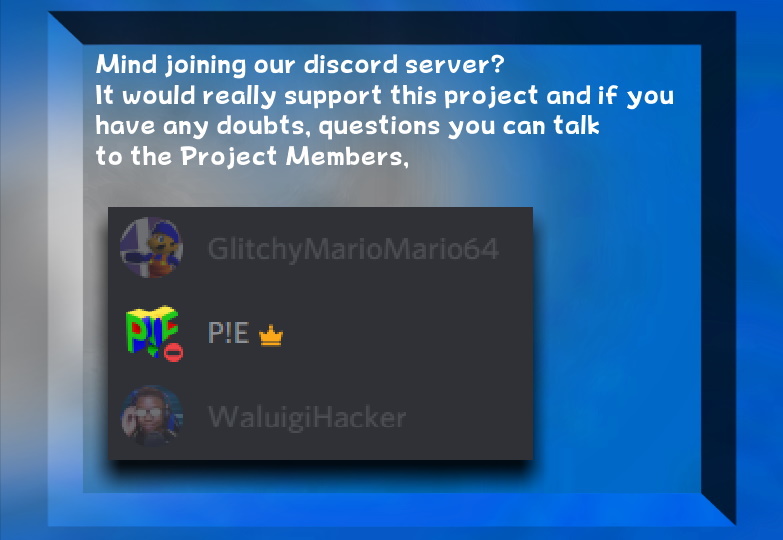 Mind joining our discord server?
It would really support this project and if you
have any doubts, questions you can talk
to the Project Members,
GlitchyMarioMario64
P!E
P!E
WaluigiHacker